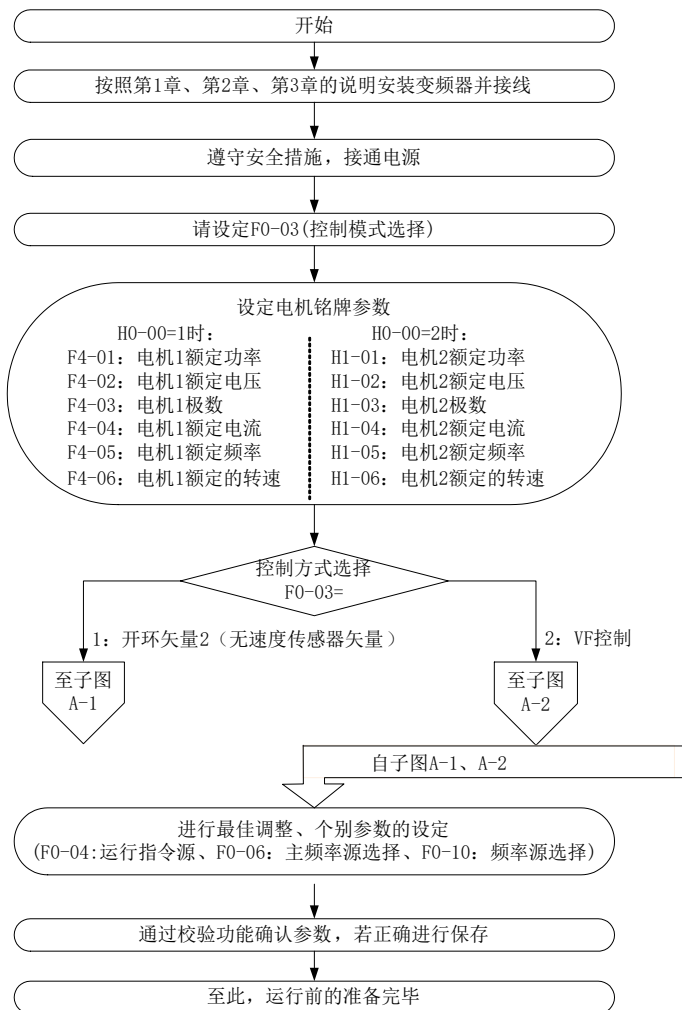 开始
按照第1章、第2章、第3章的说明安装变频器并接线
遵守安全措施，接通电源
请设定F0-03(控制模式选择)
设定电机铭牌参数
H0-00=1时：
F4-01：电机1额定功率
F4-02：电机1额定电压
F4-03：电机1极数
F4-04：电机1额定电流
F4-05：电机1额定频率
F4-06：电机1额定的转速
H0-00=2时：
H1-01：电机2额定功率
H1-02：电机2额定电压
H1-03：电机2极数
H1-04：电机2额定电流
H1-05：电机2额定频率
H1-06：电机2额定的转速
控制方式选择
F0-03=
1：开环矢量2（无速度传感器矢量）
2：VF控制
至子图
A-1
至子图
A-2
自子图A-1、A-2
进行最佳调整、个别参数的设定
(F0-04:运行指令源、F0-06：主频率源选择、F0-10：频率源选择)
通过校验功能确认参数，若正确进行保存
至此，运行前的准备完毕